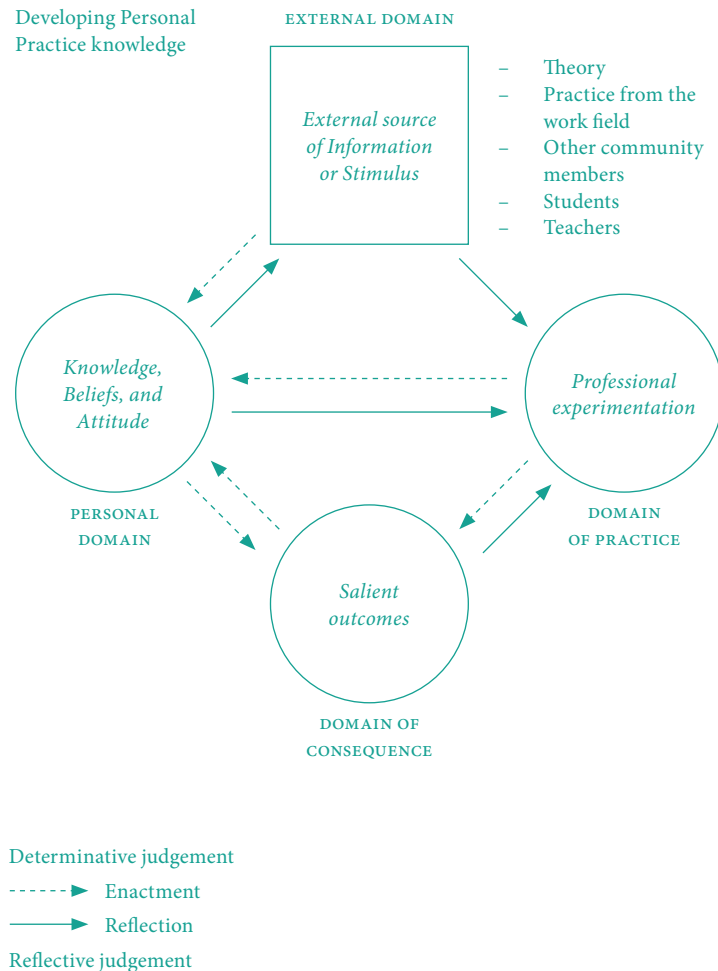 Developing Personal
Practice knowledge
EXTERNAL DOMAIN
External source
of Information
or Stimulus
– Theory
– Practice from the
work field
– Other community
members
– Students
– Teachers
Knowledge,
Beliefs, and
Attitude
Professional
experimentation
PERSONAL
DOMAIN
DOMAIN
OF PRACTICE
Salient
outcomes
DOMAIN OF
CONSEQUENCE
Determinative judgement
Enactment
Reflection
Reflective judgement